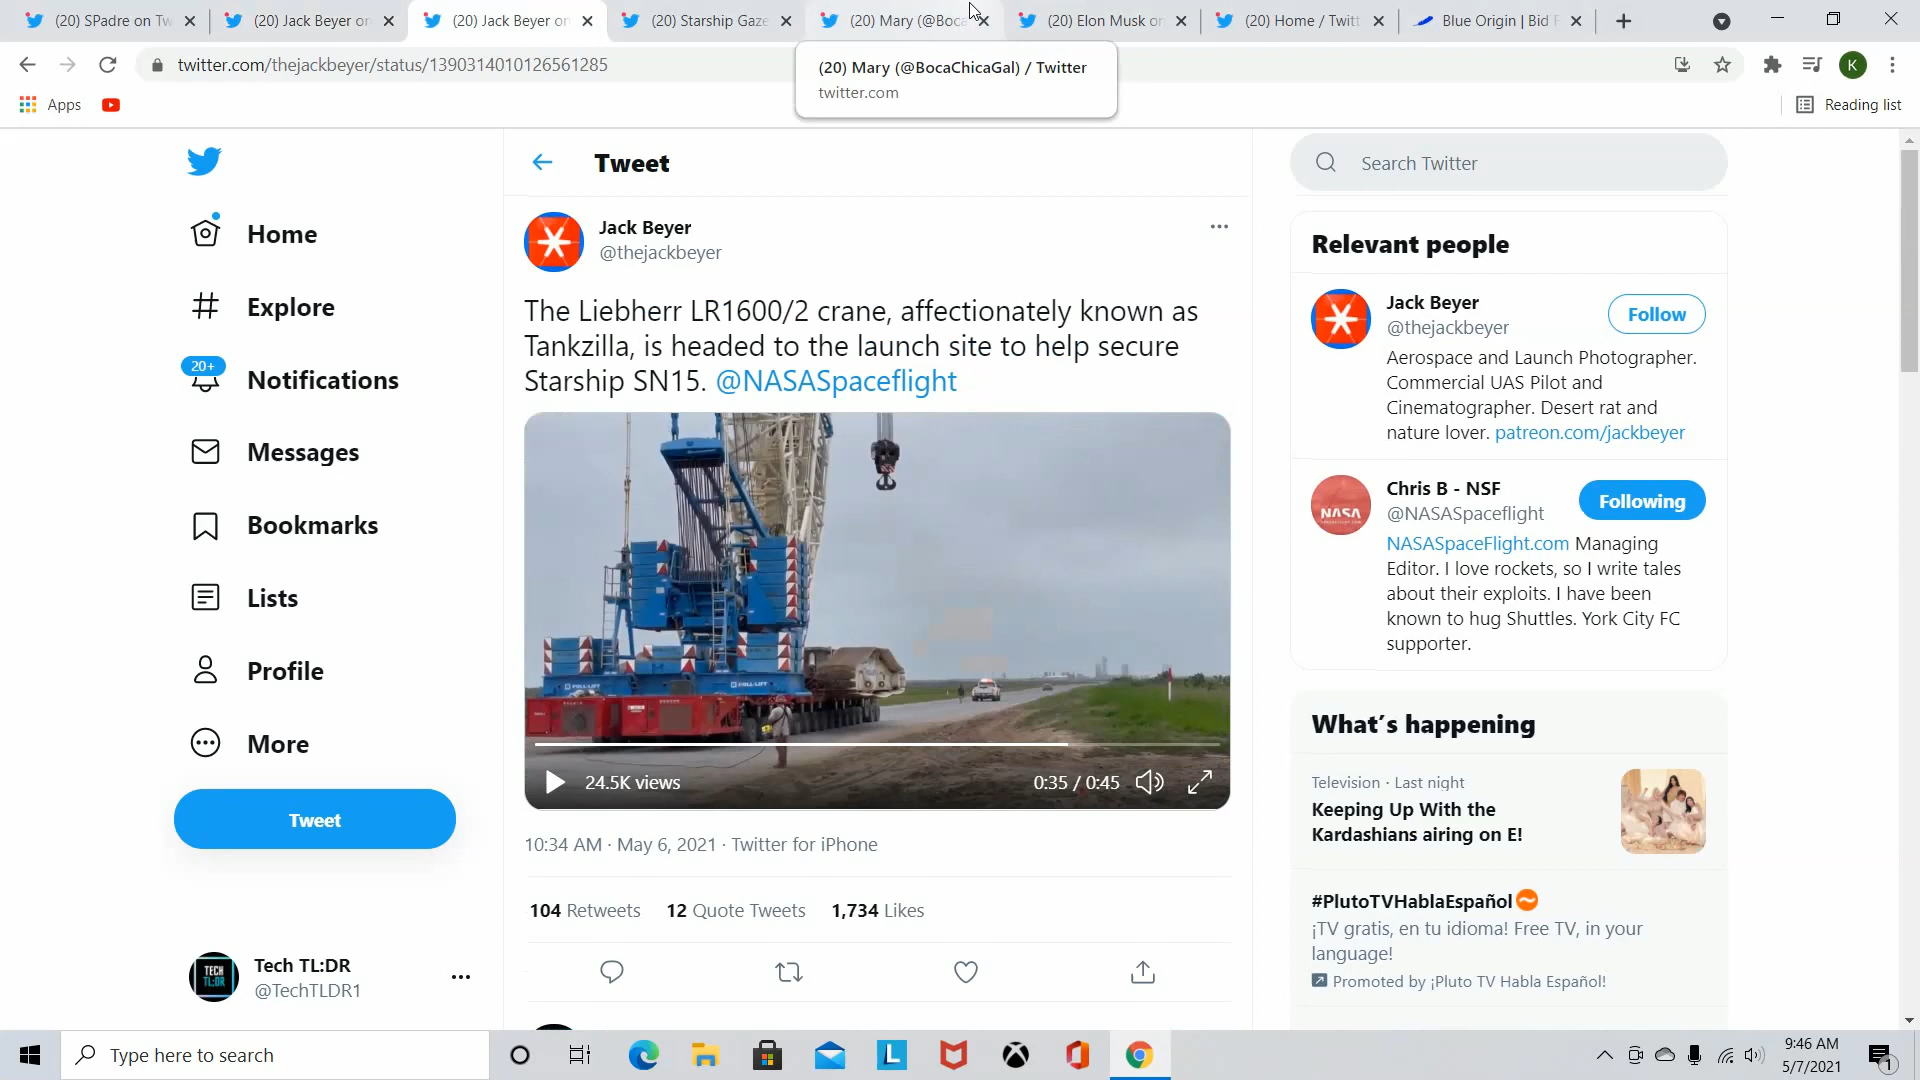 (20) SPadre on Tw
(20) Jack Beyer on
(20) Jack Beyer on
(20) Starship Gaze
(20) Mary (@Boca
(20) Elon Musk on
(20) Home / Twitt
Blue Origin | Bid F
twitter.com/thejackbeyer/status/1390314010126561285
K
(20) Mary (@BocaChicaGal) / Twitter
twitter.com
Apps
Reading list
Home
Explore
20+
Notifications
Messages
Bookmarks
Lists
Profile
More
Tweet
TECH
TL:DR
Tech TL:DR
@TechTLDR1
Tweet
Jack Beyer
@thejackbeyer
The Liebherr LR1600/2 crane, affectionately known as
Tankzilla, is headed to the launch site to help secure
Starship SN15. @NASASpaceflight
24.5K views
0:35 / 0:45
10:34 AM · May 6, 2021 · Twitter for iPhone
104 Retweets 12 Quote Tweets 1,734 Likes
Search Twitter
Relevant people
Jack Beyer
@thejackbeyer
Follow
Aerospace and Launch Photographer.
Commercial UAS Pilot and
Cinematographer. Desert rat and
nature lover. patreon.com/jackbeyer
NASA
Chris B - NSF
@NASASpaceflight
Following
NASASpaceFlight.com Managing
Editor. I love rockets, so I write tales
about their exploits. I have been
known to hug Shuttles. York City FC
supporter.
What's happening
Television · Last night
Keeping Up With the
Kardashians airing on E!
#PlutoTVHablaEspañol
¡TV gratis, en tu idioma! Free TV, in your
language!
Promoted by ¡Pluto TV Habla Español!
Type here to search
L
9:46 AM
5/7/2021
1